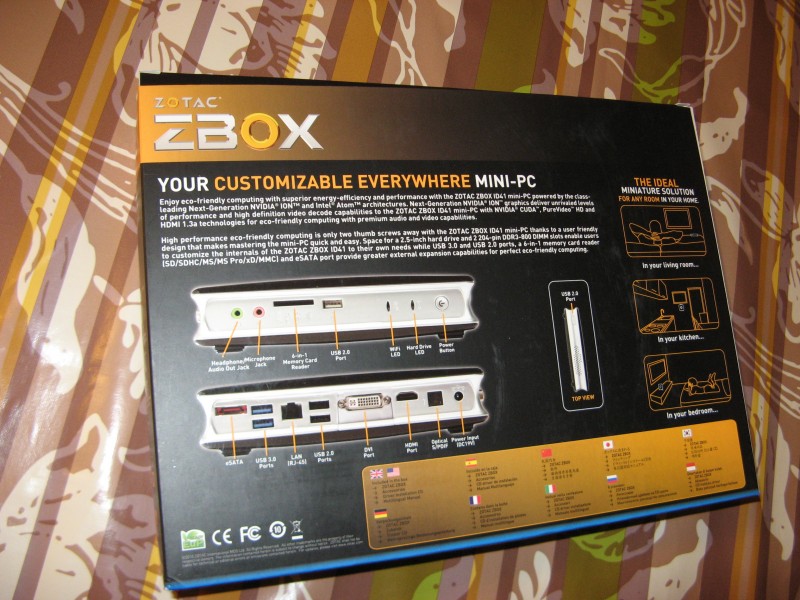 ZOTAC
ZBOX
YOUR CUSTOMIZABLE EVERYWHERE MINI-PC
Enjoy eco-friendly computing with superior energy-efficiency and performance with the ZOTAC ZBOX ID41 mini-PC powered by the class-
leading Next-Generation NVIDIA® ION™ and Intel® Atom™ architectures. Next-Generation NVIDIA® ION™ graphics deliver unrivaled levels
of performance and high definition video decode capabilities to the ZOTAC ZBOX ID41 mini-PC with NVIDIA® CUDA™, PureVideo™ HD and
HDMI 1.3a technologies for eco-friendly computing with premium audio and video capabilities.
High performance eco-friendly computing is only two thumb screws away with the ZOTAC ZBOX ID41 mini-PC thanks to a user friendly
design that makes mastering the mini-PC quick and easy. Space for a 2.5-inch hard drive and 2 204-pin DDR3-800 DIMM slots enable users
to customize the internals of the ZOTAC ZBOX ID41 to their own needs while USB 3.0 and USB 2.0 ports, a 6-in-1 memory card reader
(SD/SDHC/MS/MS Pro/xD/MMC) and eSATA port provide greater external expansion capabilities for perfect eco-friendly computing.
THE IDEAL
MINIATURE SOLUTION
FOR ANY ROOM IN YOUR HOME.
In your living room...
In your kitchen...
In your bedroom...
Headphone/
Audio Out Jack
Microphone
Jack
6-in-1
Memory Card
Reader
USB 2.0
Port
WiFi
LED
Hard Drive
LED
Power
Button
USB 2.0
Port
TOP VIEW
eSATA
USB 3.0
Ports
LAN
(RJ-45)
USB 2.0
Ports
DVI
Port
HDMI
Port
Optical
S/PDIF
Power Input
(DC19V)
CE FC 10